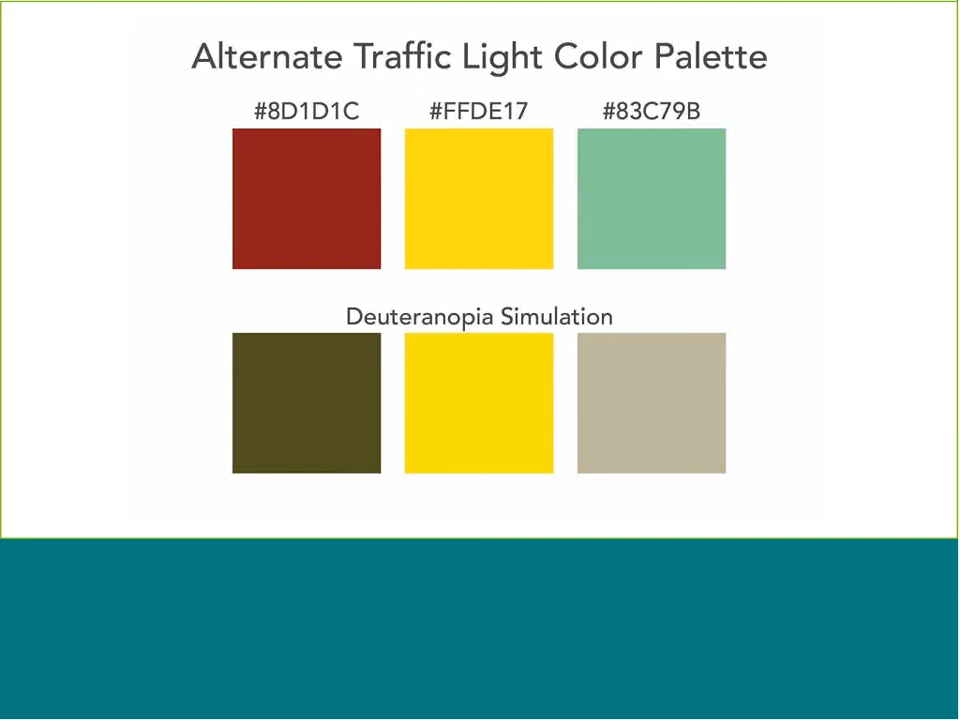 Alternate Traffic Light Color Palette
#8D1D1C #FFDE17 #83C79B
Deuteranopia Simulation